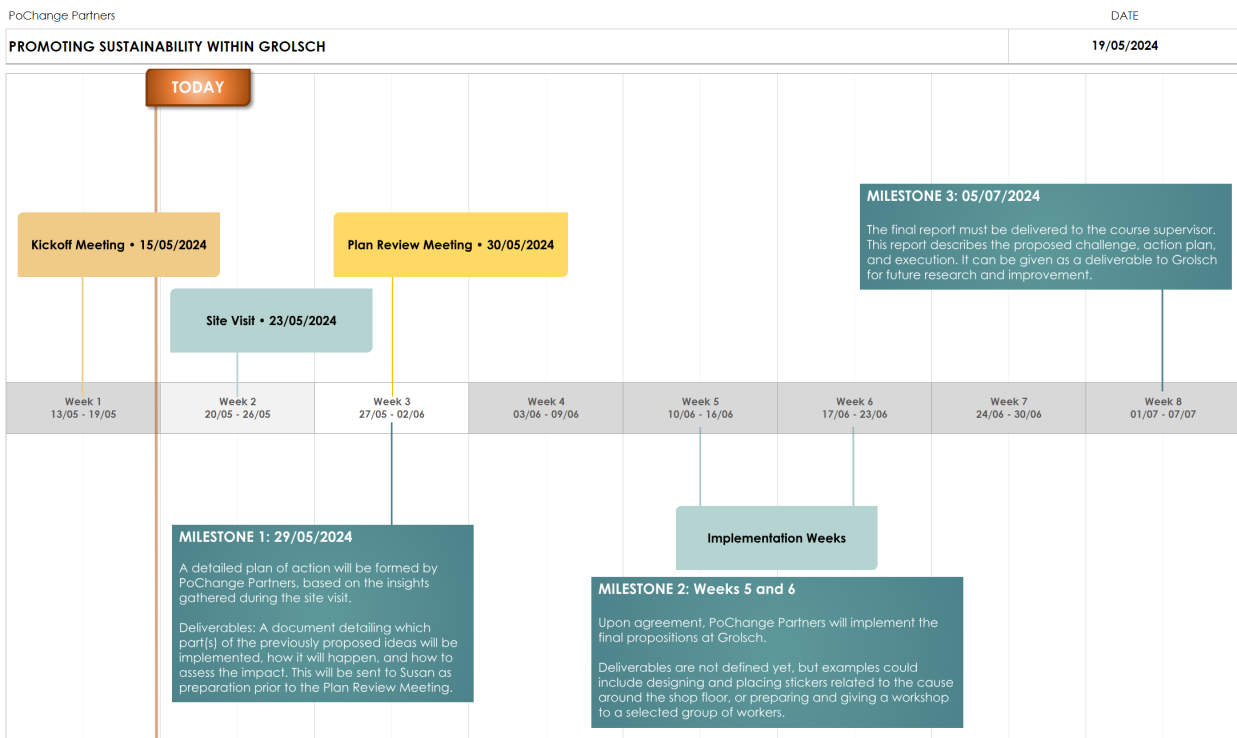 PoChange Partners
DATE
PROMOTING SUSTAINABILITY WITHIN GROLSCH
19/05/2024
TODAY
MILESTONE 3: 05/07/2024
The final report must be delivered to the course supervisor.
This report describes the proposed challenge, action plan,
and execution. It can be given as a deliverable to Grolsch
for future research and improvement.
Kickoff Meeting • 15/05/2024
Plan Review Meeting • 30/05/2024
Site Visit • 23/05/2024
Week 1
13/05 - 19/05
Week 2
20/05 - 26/05
Week 3
27/05 - 02/06
Week 4
03/06 - 09/06
Week 5
10/06 - 16/06
Week 6
17/06 - 23/06
Week 7
24/06 - 30/06
Week 8
01/07 - 07/07
MILESTONE 1: 29/05/2024
A detailed plan of action will be formed by
PoChange Partners, based on the insights
gathered during the site visit.
Deliverables: A document detailing which
part(s) of the previously proposed ideas will be
implemented, how it will happen, and how to
assess the impact. This will be sent to Susan as
preparation prior to the Plan Review Meeting.
Implementation Weeks
MILESTONE 2: Weeks 5 and 6
Upon agreement, PoChange Partners will implement the
final propositions at Grolsch.
Deliverables are not defined yet, but examples could
include designing and placing stickers related to the cause
around the shop floor, or preparing and giving a workshop
to a selected group of workers.